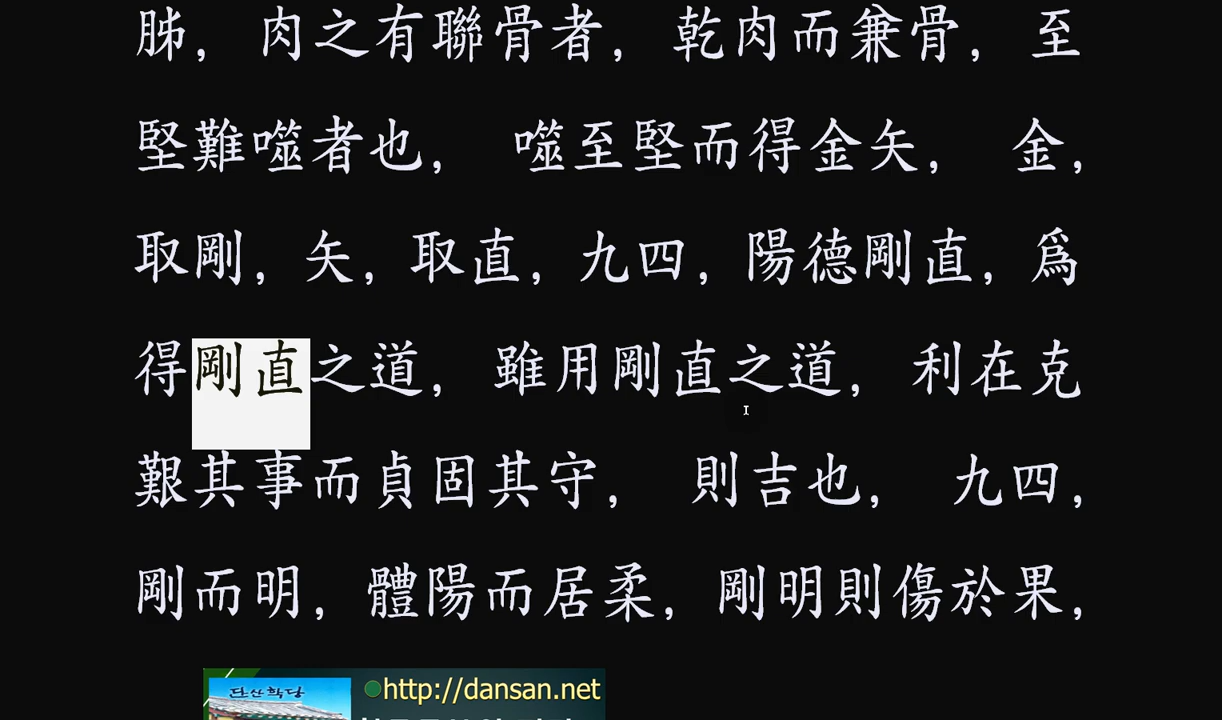 胏, 肉之有聯骨者, 乾肉而兼骨, 至
堅難噬者也, 噬至堅而得金矢, 金,
取剛, 矢, 取直, 九四, 陽德剛直, 爲
得剛直之道, 雖用剛直之道, 利在克
艱其事而貞固其守, 則吉也, 九四,
剛而明, 體陽而居柔, 剛明則傷於果,
단산학당
http://dansan.net